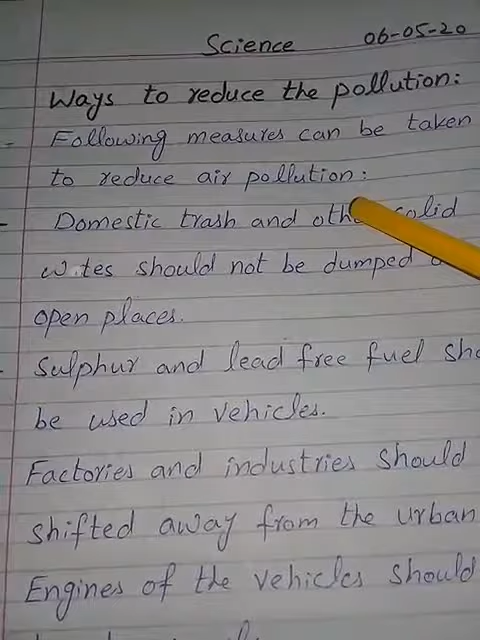 Science 06-05-20
Ways to reduce the pollution:
- Following measures can be taken
to reduce air pollution:
- Domestic trash and solid
should not be dumped
open places.
- Sulphur and lead free fuel
be used in vehicles.
Factories and industries should
shifted away from the urban
Engines of the vehicles should